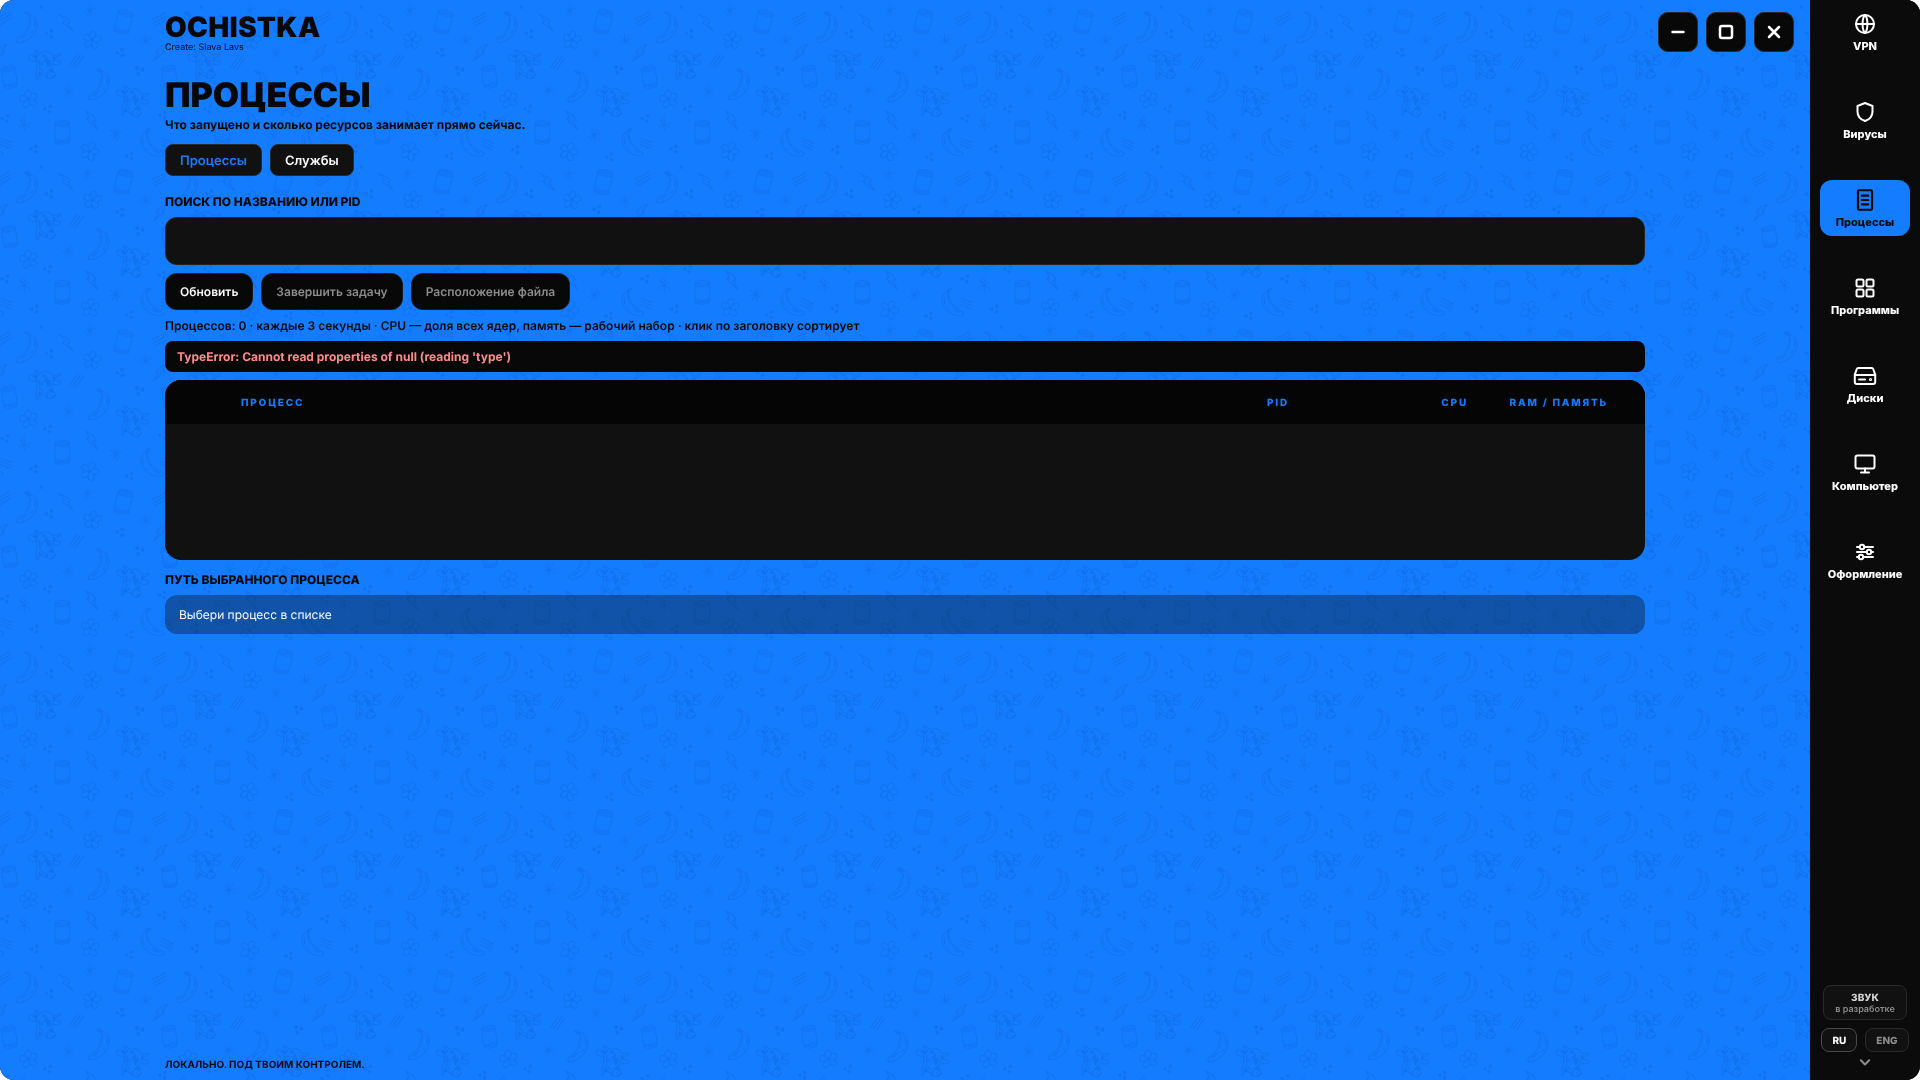 OCHISTKA
Create: Slava Lavs
ПРОЦЕССЫ
Что запущено и сколько ресурсов занимает прямо сейчас.
Процессы
Службы
ПОИСК ПО НАЗВАНИЮ ИЛИ PID
Обновить
Завершить задачу
Расположение файла
Процессов: 0 · каждые 3 секунды · CPU — доля всех ядер, память — рабочий набор · клик по заголовку сортирует
TypeError: Cannot read properties of null (reading 'type')
ПРОЦЕСС
PID
CPU
RAM / ПАМЯТЬ
ПУТЬ ВЫБРАННОГО ПРОЦЕССА
Выбери процесс в списке
ЛОКАЛЬНО. ПОД ТВОИМ КОНТРОЛЕМ.
VPN
Вирусы
Процессы
Программы
Диски
Компьютер
Оформление
ЗВУК
в разработке
RU
ENG